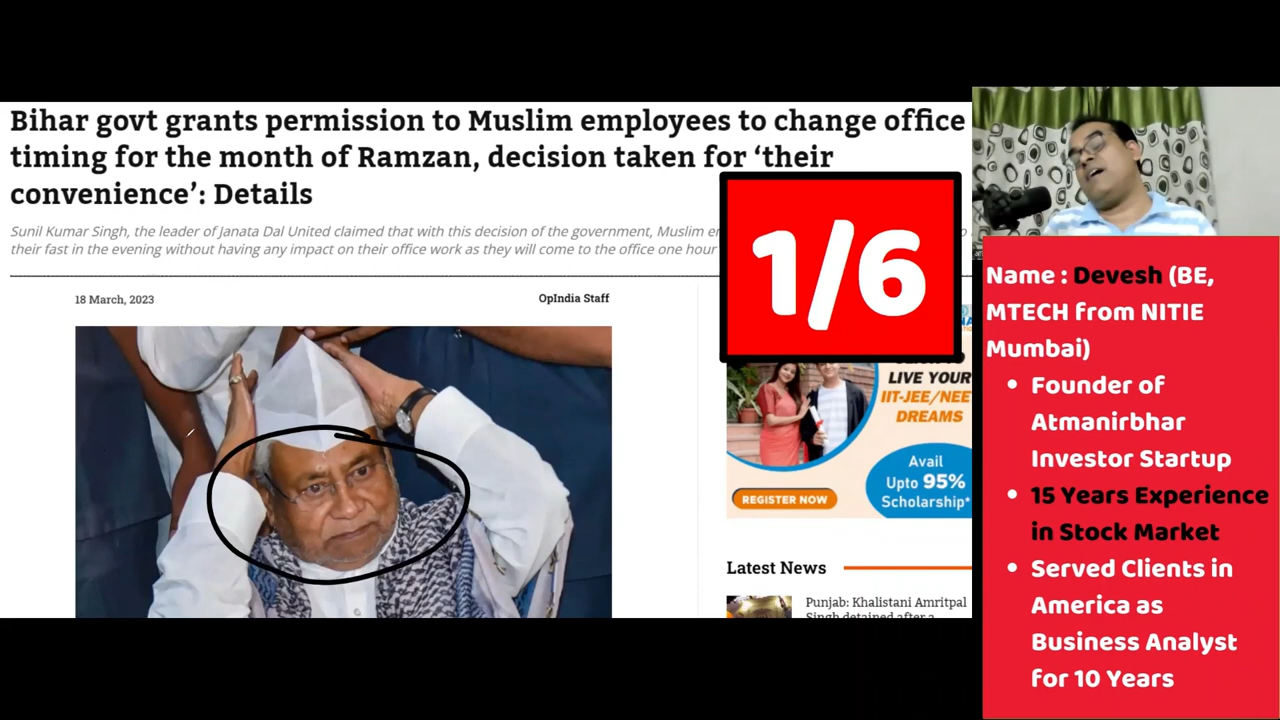 Bihar govt grants permission to Muslim employees to change office
timing for the month of Ramzan, decision taken for ‘their
convenience’: Details
Sunil Kumar Singh, the leader of Janata Dal United claimed that with this decision of the government, Muslim
their fast in the evening without having any impact on their office work as they will come to the office one hour
18 March, 2023
OpIndia Staff
1/6
LIVE YOUR
IIT-JEE/NEE
DREAMS
Avail
Upto 95%
Scholarship*
REGISTER NOW
Latest News
Punjab: Khalistani Amritpal
Singh detained after a
Name : Devesh (BE,
MTECH from NITIE
Mumbai)
• Founder of
Atmanirbhar
Investor Startup
• 15 Years Experience
in Stock Market
• Served Clients in
America as
Business Analyst
for 10 Years